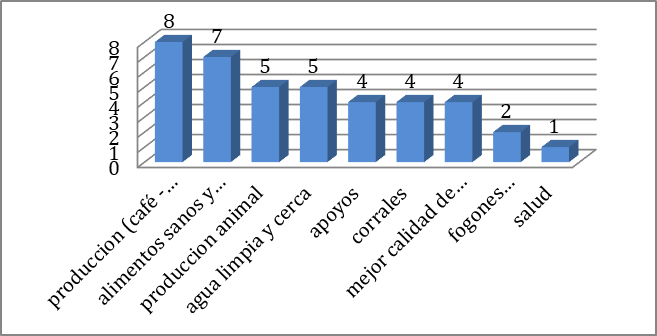 8
7
5
5
4
4
4
2
1
8
7
6
5
4
3
2
1
0
produccion (café -...
alimentos sanos y...
produccion animal
agua limpia y cerca
apoyos
corrales
mejor calidad de...
fogones...
salud